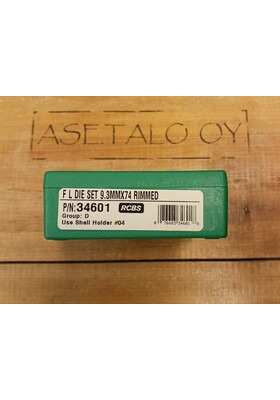 ASETALO OY
F L DIE SET 9.3MMX74 RIMMED
P/N:34601 RCBS
Group: D
Use Shell Holder #04